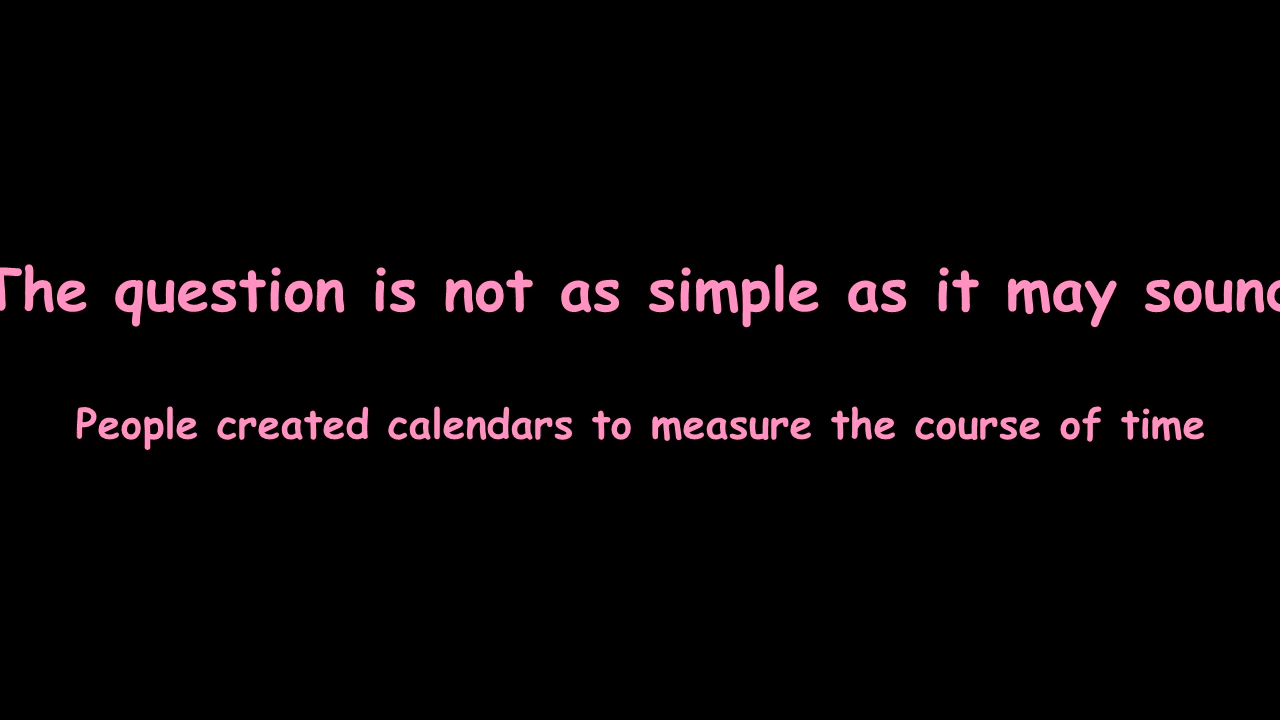 The question is not as simple as it may sound
People created calendars to measure the course of time